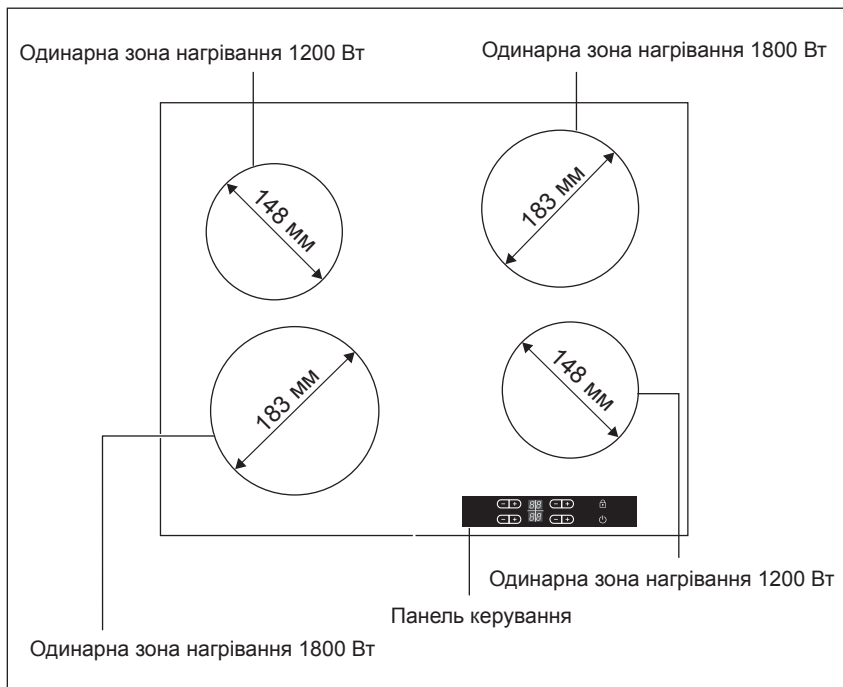 Одинарна зона нагрівання 1200 Вт
Одинарна зона нагрівання 1800 Вт
148 мм
183 мм
183 мм
148 мм
Одинарна зона нагрівання 1200 Вт
Панель керування
Одинарна зона нагрівання 1800 Вт